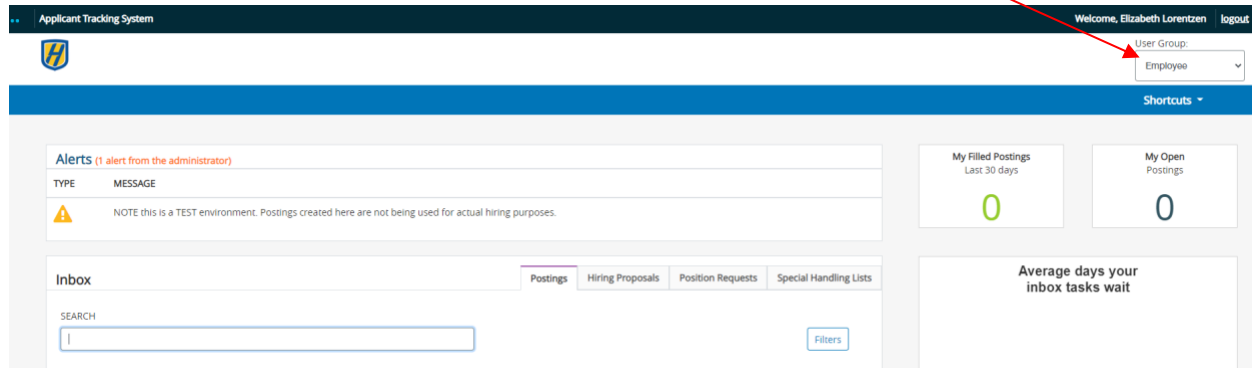 Applicant Tracking System
Welcome, Elizabeth Lorentzen logout
H
User Group:
Employee
Shortcuts
Alerts (1 alert from the administrator)
TYPE MESSAGE
NOTE this is a TEST environment. Postings created here are not being used for actual hiring purposes.
My Filled Postings
Last 30 days
0
My Open
Postings
0
Inbox
Postings Hiring Proposals Position Requests Special Handling Lists
SEARCH
Filters
Average days your
inbox tasks wait